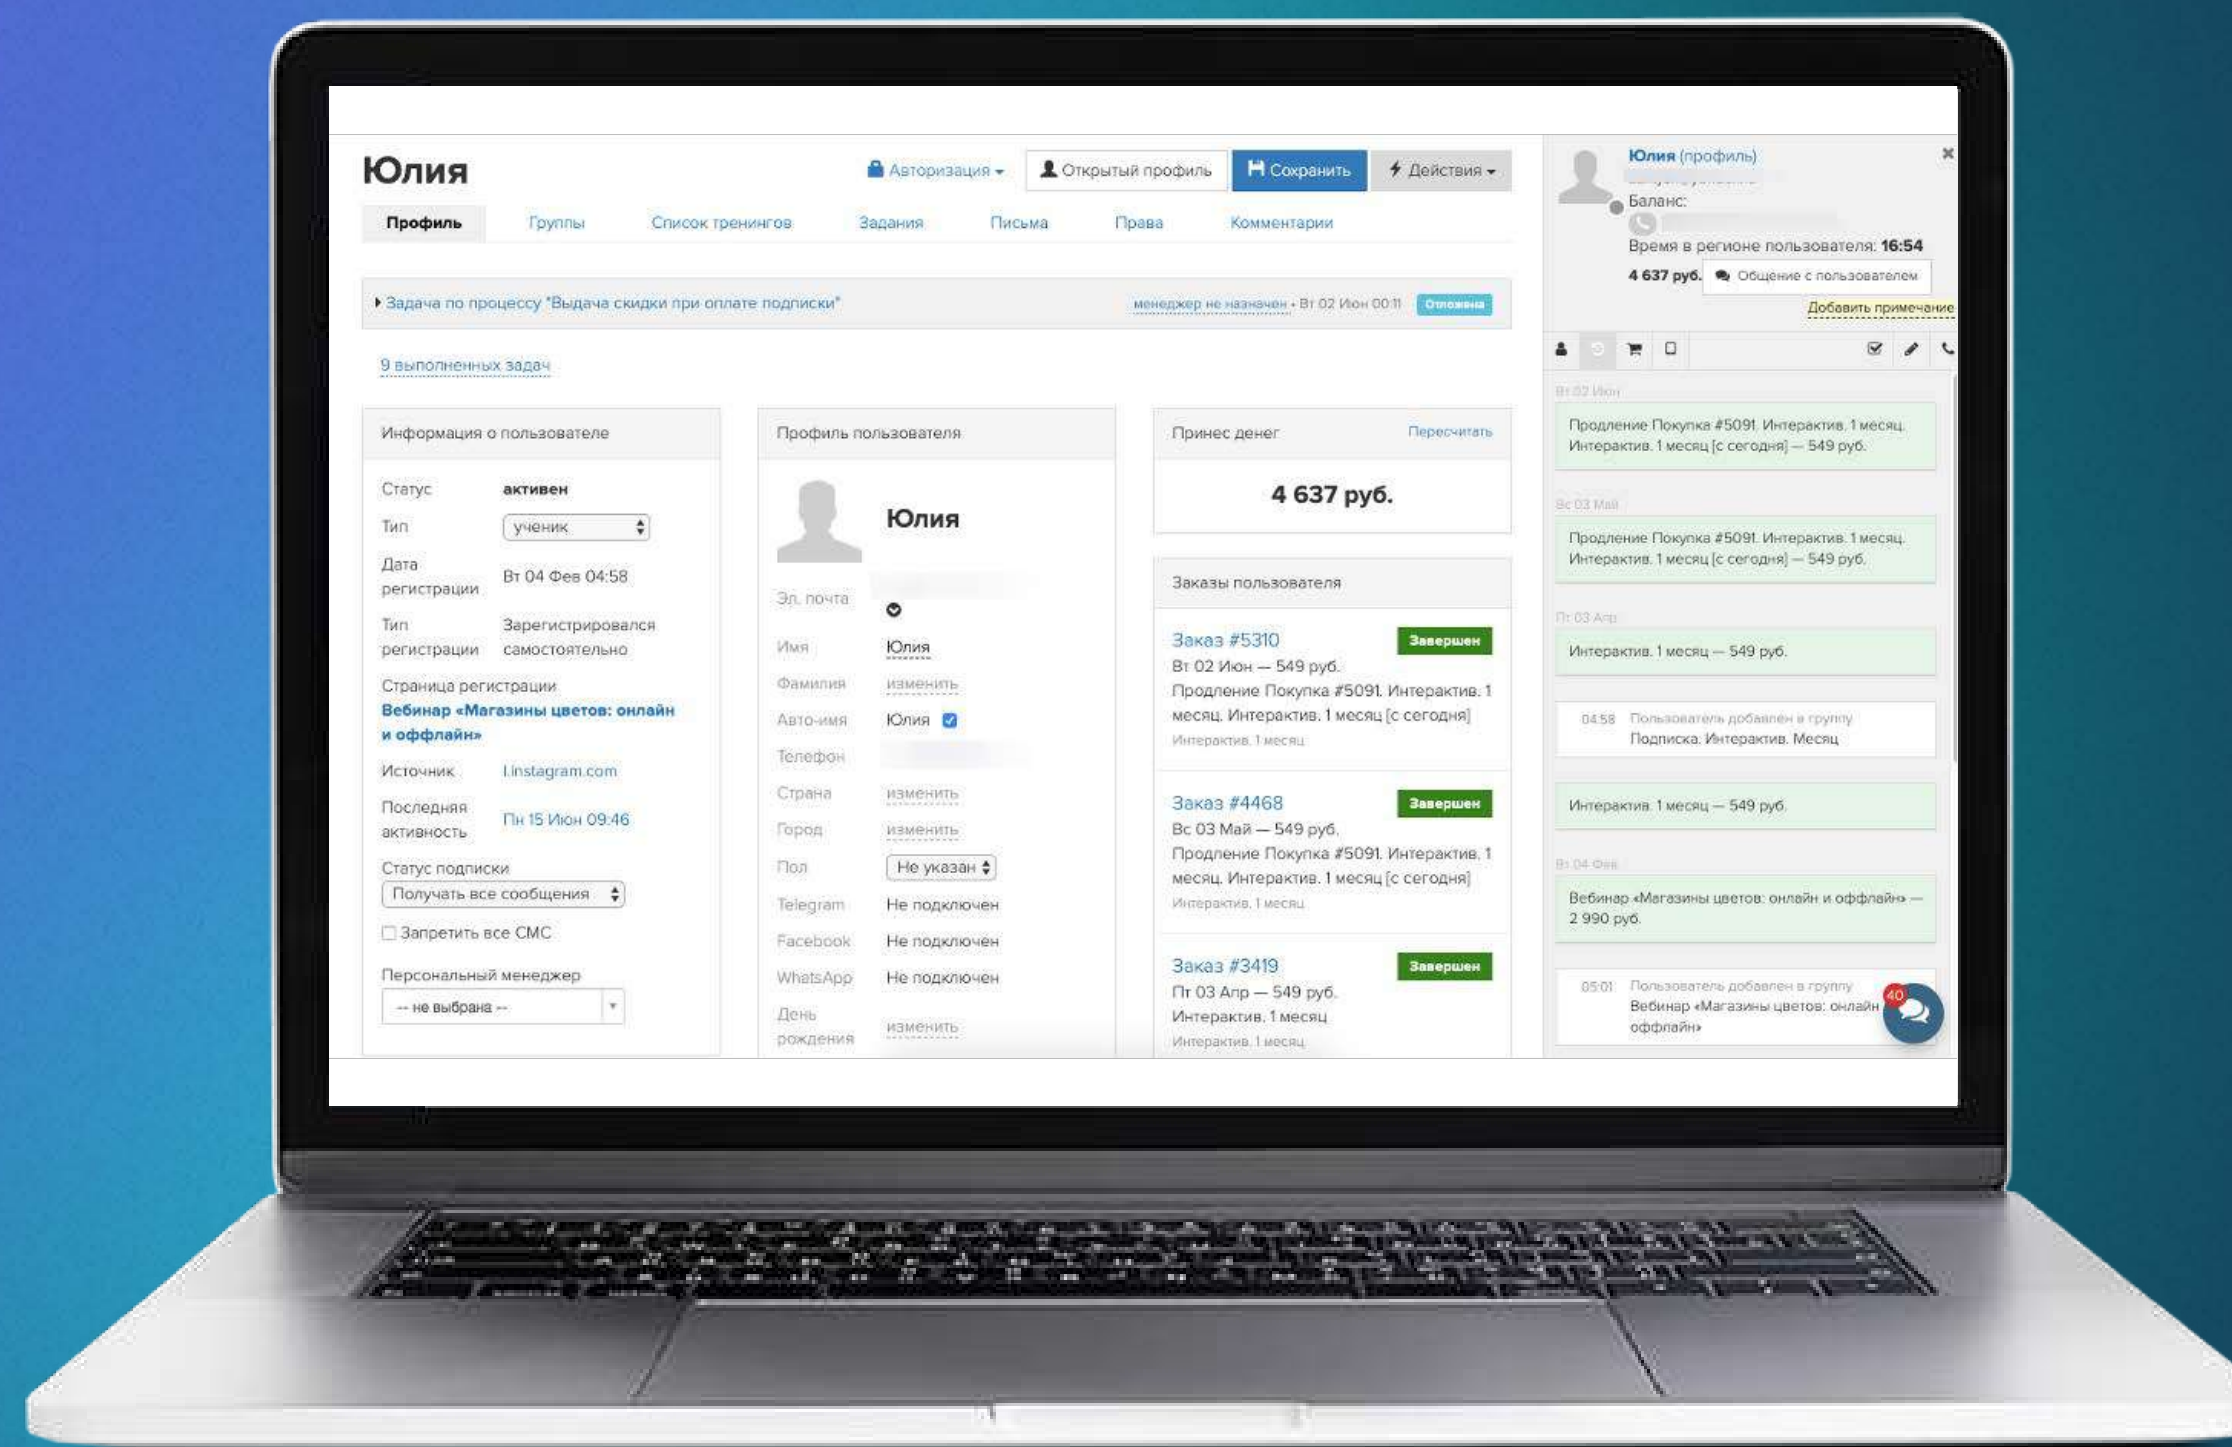 Юлия
Авторизация
Открытый профиль
Сохранить
Действия
Профиль
Группы
Список тренингов
Задания
Письма
Права
Комментарии
Задача по процессу "Выдача скидки при оплате подписки"
менеджер не назначен • Вт 02 Июн 00:11
Отложена
9 выполненных задач
Информация о пользователе
Статус активен
Тип ученик
Дата
регистрации
Вт 04 Фев 04:58
Тип
регистрации
Зарегистрировался
самостоятельно
Страница регистрации
Вебинар «Магазины цветов: онлайн
и оффлайн»
Источник l.instagram.com
Последняя
активность
Пн 15 Июн 09:46
Статус подписки
Получать все сообщения
Запретить все СМС
Персональный менеджер
-- не выбрана --
Профиль пользователя
Юлия
Эл. почта
Имя Юлия
Фамилия изменить
Авто-имя Юлия
Телефон
Страна изменить
Город изменить
Пол Не указан
Telegram Не подключен
Facebook Не подключен
WhatsApp Не подключен
День
рождения
изменить
Принес денег
Пересчитать
4 637 руб.
Заказы пользователя
Заказ #5310
Завершен
Вт 02 Июн — 549 руб.
Продление Покупка #5091. Интерактив. 1
месяц. Интерактив. 1 месяц [с сегодня]
Интерактив. 1 месяц
Заказ #4468
Завершен
Вс 03 Май — 549 руб.
Продление Покупка #5091. Интерактив. 1
месяц. Интерактив. 1 месяц [с сегодня]
Интерактив. 1 месяц
Заказ #3419
Завершен
Пт 03 Апр — 549 руб.
Интерактив. 1 месяц
Интерактив. 1 месяц
Юлия (профиль)
Баланс:
Время в регионе пользователя: 16:54
4 637 руб.
Общение с пользователем
Добавить примечание
Вт 02 Июн
Продление Покупка #5091. Интерактив. 1 месяц.
Интерактив. 1 месяц [с сегодня] — 549 руб.
Вс 03 Май
Продление Покупка #5091. Интерактив. 1 месяц.
Интерактив. 1 месяц [с сегодня] — 549 руб.
Пт 03 Апр
Интерактив. 1 месяц — 549 руб.
04:58 Пользователь добавлен в группу
Подписка. Интерактив. Месяц
Интерактив. 1 месяц — 549 руб.
Вт 04 Фев
Вебинар «Магазины цветов: онлайн и оффлайн» —
2 990 руб.
05:01 Пользователь добавлен в группу
Вебинар «Магазины цветов: онлайн
оффлайн»
40